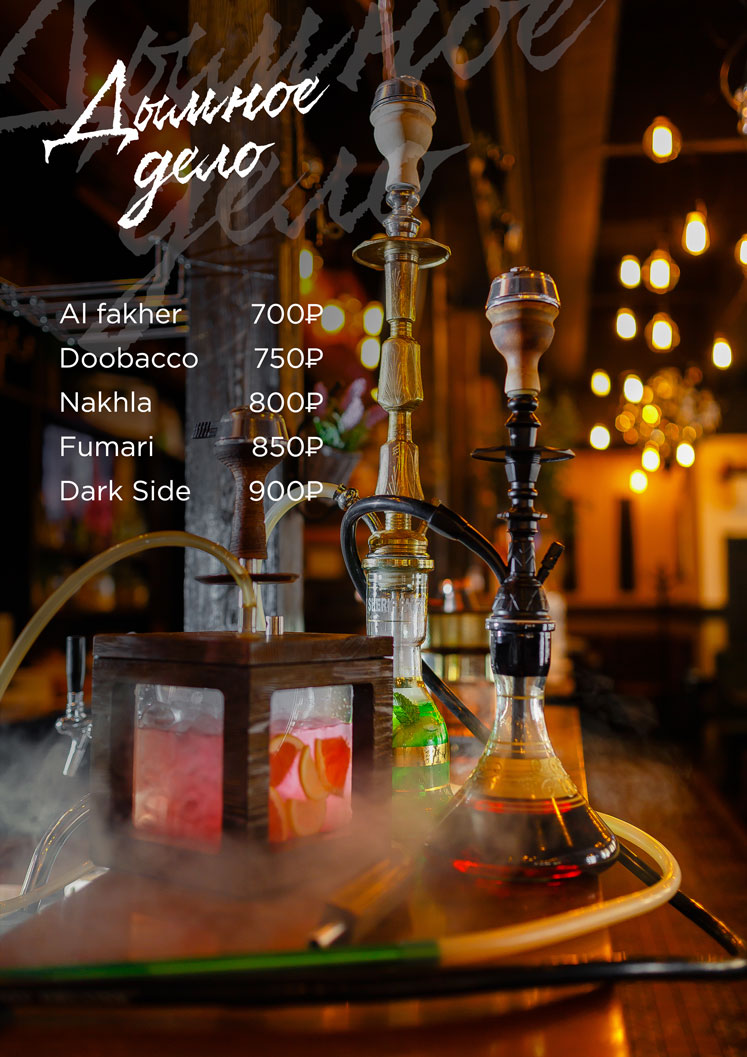 Дымное
дело
Al fakher 700₽
Doobacco 750₽
Nakhla 800₽
Fumari 850₽
Dark Side 900₽